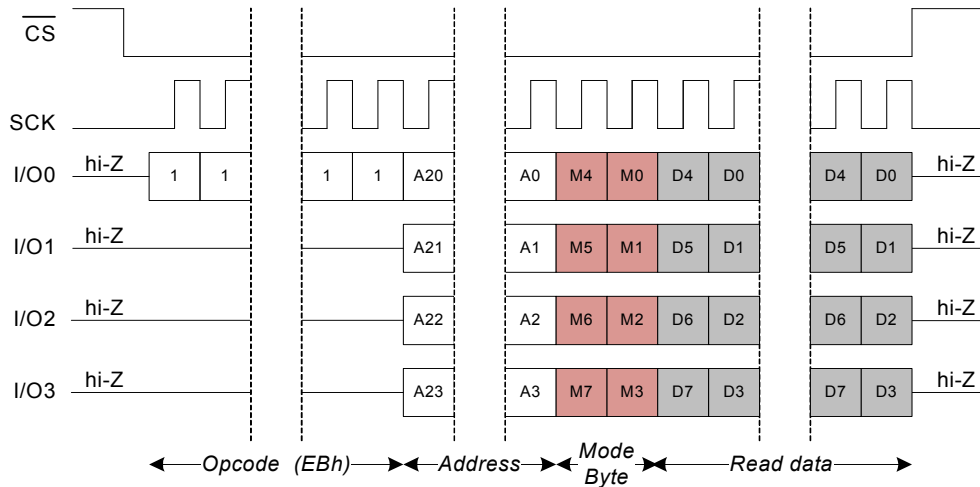 CS
SCK
I/O0 hi-Z 1 1 1 1 A20 A0 M4 M0 D4 D0 D4 D0 hi-Z
I/O1 hi-Z A21 A1 M5 M1 D5 D1 D5 D1 hi-Z
I/O2 hi-Z A22 A2 M6 M2 D6 D2 D6 D2 hi-Z
I/O3 hi-Z A23 A3 M7 M3 D7 D3 D7 D3 hi-Z
Opcode (EBh) Address Mode Byte Read data